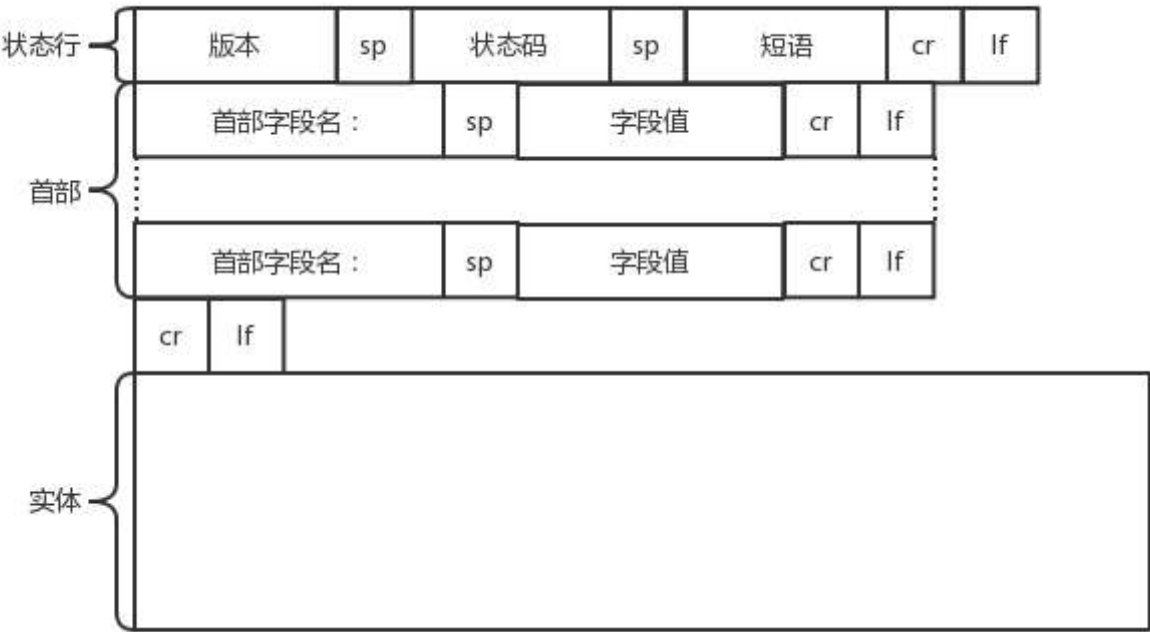 状态行 版本 sp 状态码 sp 短语 cr lf
首部字段名： sp 字段值 cr lf
首部
首部字段名： sp 字段值 cr lf
cr lf
实体